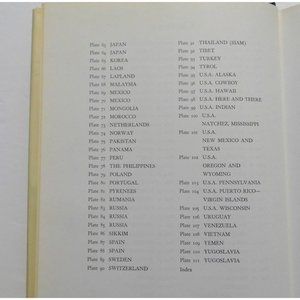 Plate 63 JAPAN
Plate 64 JAPAN
Plate 65 KOREA
Plate 66 LAOS
Plate 67 LAPLAND
Plate 68 MALAYA
Plate 69 MEXICO
Plate 70 MEXICO
Plate 71 MONGOLIA
Plate 72 MOROCCO
Plate 73 NETHERLANDS
Plate 74 NORWAY
Plate 75 PAKISTAN
Plate 76 PANAMA
Plate 77 PERU
Plate 78 THE PHILIPPINES
Plate 79 POLAND
Plate 80 PORTUGAL
Plate 81 PYRENEES
Plate 82 RUMANIA
Plate 83 RUSSIA
Plate 84 RUSSIA
Plate 85 RUSSIA
Plate 86 SIKKIM
Plate 87 SPAIN
Plate 88 SPAIN
Plate 89 SWEDEN
Plate 90 SWITZERLAND
Plate 91 THAILAND (SIAM)
Plate 92 TIBET
Plate 93 TURKEY
Plate 94 TYROL
Plate 95 U.S.A. ALASKA
Plate 96 U.S.A. COWBOY
Plate 97 U.S.A. HAWAII
Plate 98 U.S.A. HERE AND THERE
Plate 99 U.S.A. INDIAN
Plate 100 U.S.A.
NATCHEZ, MISSISSIPPI
Plate 101 U.S.A.
NEW MEXICO AND
TEXAS
Plate 102 U.S.A.
OREGON AND
WYOMING
Plate 103 U.S.A. PENNSYLVANIA
Plate 104 U.S.A. PUERTO RICO—
VIRGIN ISLANDS
Plate 105 U.S.A. WISCONSIN
Plate 106 URUGUAY
Plate 107 VENEZUELA
Plate 108 VIETNAM
Plate 109 YEMEN
Plate 110 YUGOSLAVIA
Plate 111 YUGOSLAVIA
Index